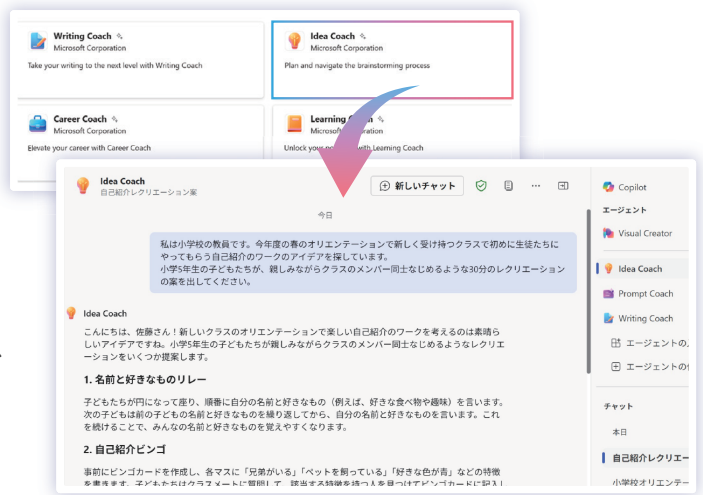 Writing Coach
Microsoft Corporation
Take your writing to the next level with Writing Coach
Idea Coach
Microsoft Corporation
Plan and navigate the brainstorming process
Career Coach
Microsoft Corporation
Elevate your career with Career Coach
Learning
Microsoft
Unlock your with Learning Coach
Idea Coach
自己紹介レクリエーション案
新しいチャット
今日
私は小学校の教員です。今年度の春のオリエンテーションで新しく受け持つクラスで初めに生徒たちに
やってもらう自己紹介のワークのアイデアを探しています。
小学5年生の子どもたちが、親しみながらクラスのメンバー同士なじめるような30分のレクリエーション
の案を出してください。
Idea Coach
こんにちは、佐藤さん！新しいクラスのオリエンテーションで楽しい自己紹介のワークを考えるのは素晴ら
しいアイデアですね。小学5年生の子どもたちが親しみながらクラスのメンバー同士なじめるようなレクリエ
ーションをいくつか提案します。
1. 名前と好きなものリレー
子どもたちが円になって座り、順番に自分の名前と好きなもの（例えば、好きな食べ物や趣味）を言います。
次の子どもは前の子どもの名前と好きなものを繰り返してから、自分の名前と好きなものを言います。これ
を続けることで、みんなの名前と好きなものを覚えやすくなります。
2. 自己紹介ビンゴ
事前にビンゴカードを作成し、各マスに「兄弟がいる」「ペットを飼っている」「好きな色が青」などの特徴
を書きます。子どもたちはクラスメートに質問して、該当する特徴を持つ人を見つけてビンゴカードに記入し
Copilot
エージェント
Visual Creator
Idea Coach
Prompt Coach
Writing Coach
エージェントの
エージェントの
チャット
本日
自己紹介レクリエー
小学校オリエンテー